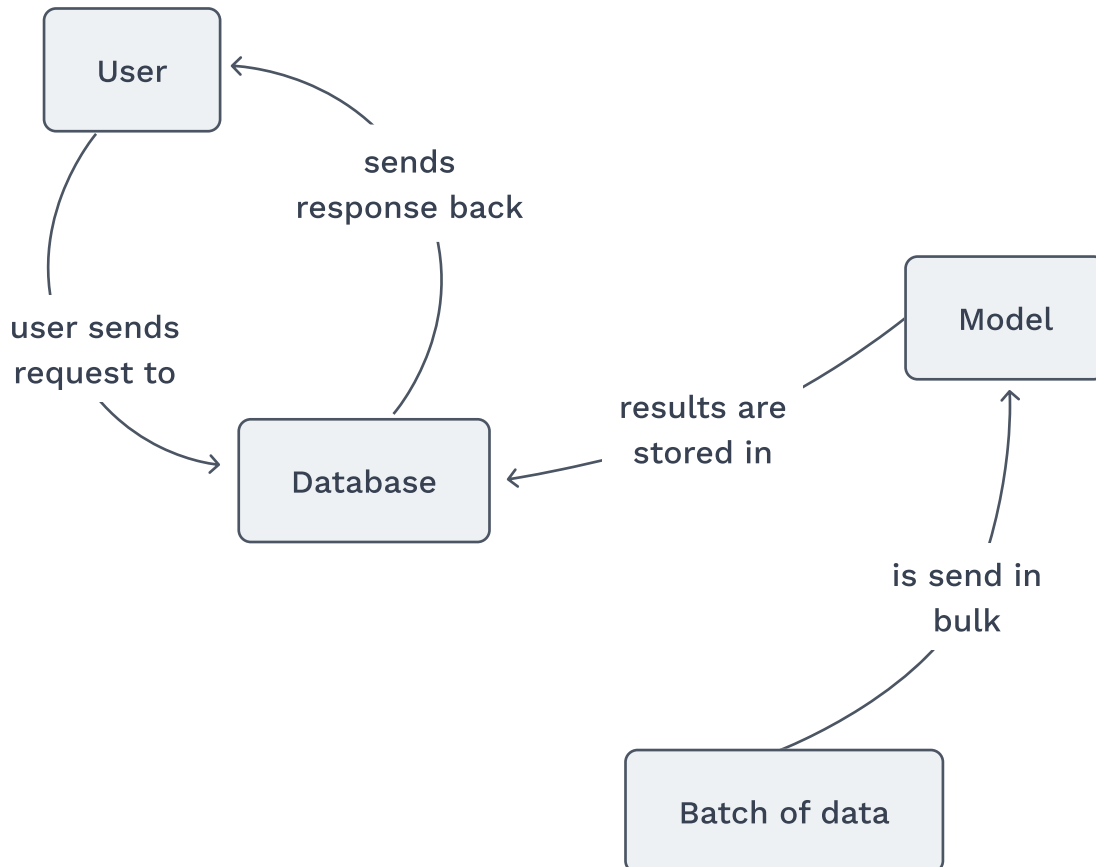 User
sends
response back
user sends
request to
Model
results are
stored in
Database
is send in
bulk
Batch of data